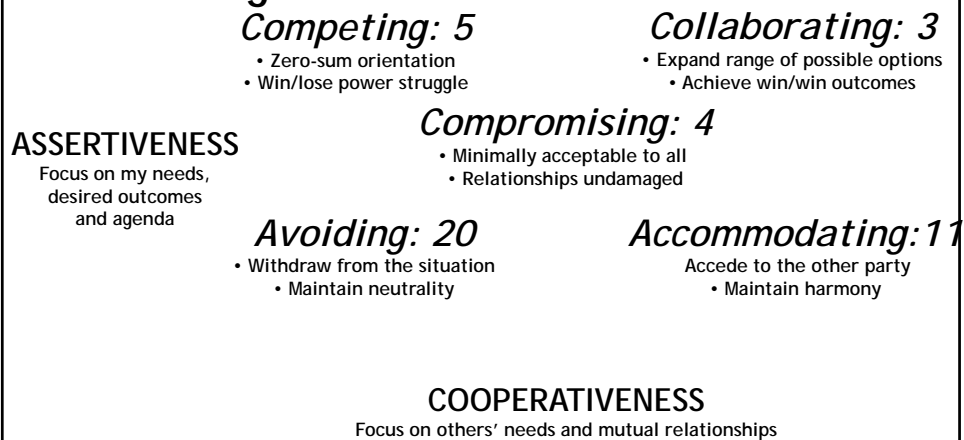 Competing: 5
• Zero-sum orientation
• Win/lose power struggle
Collaborating: 3
• Expand range of possible options
• Achieve win/win outcomes
Compromising: 4
• Minimally acceptable to all
• Relationships undamaged
ASSERTIVENESS
Focus on my needs,
desired outcomes
and agenda
Avoiding: 20
• Withdraw from the situation
• Maintain neutrality
Accommodating:11
Accede to the other party
• Maintain harmony
COOPERATIVENESS
Focus on others' needs and mutual relationships